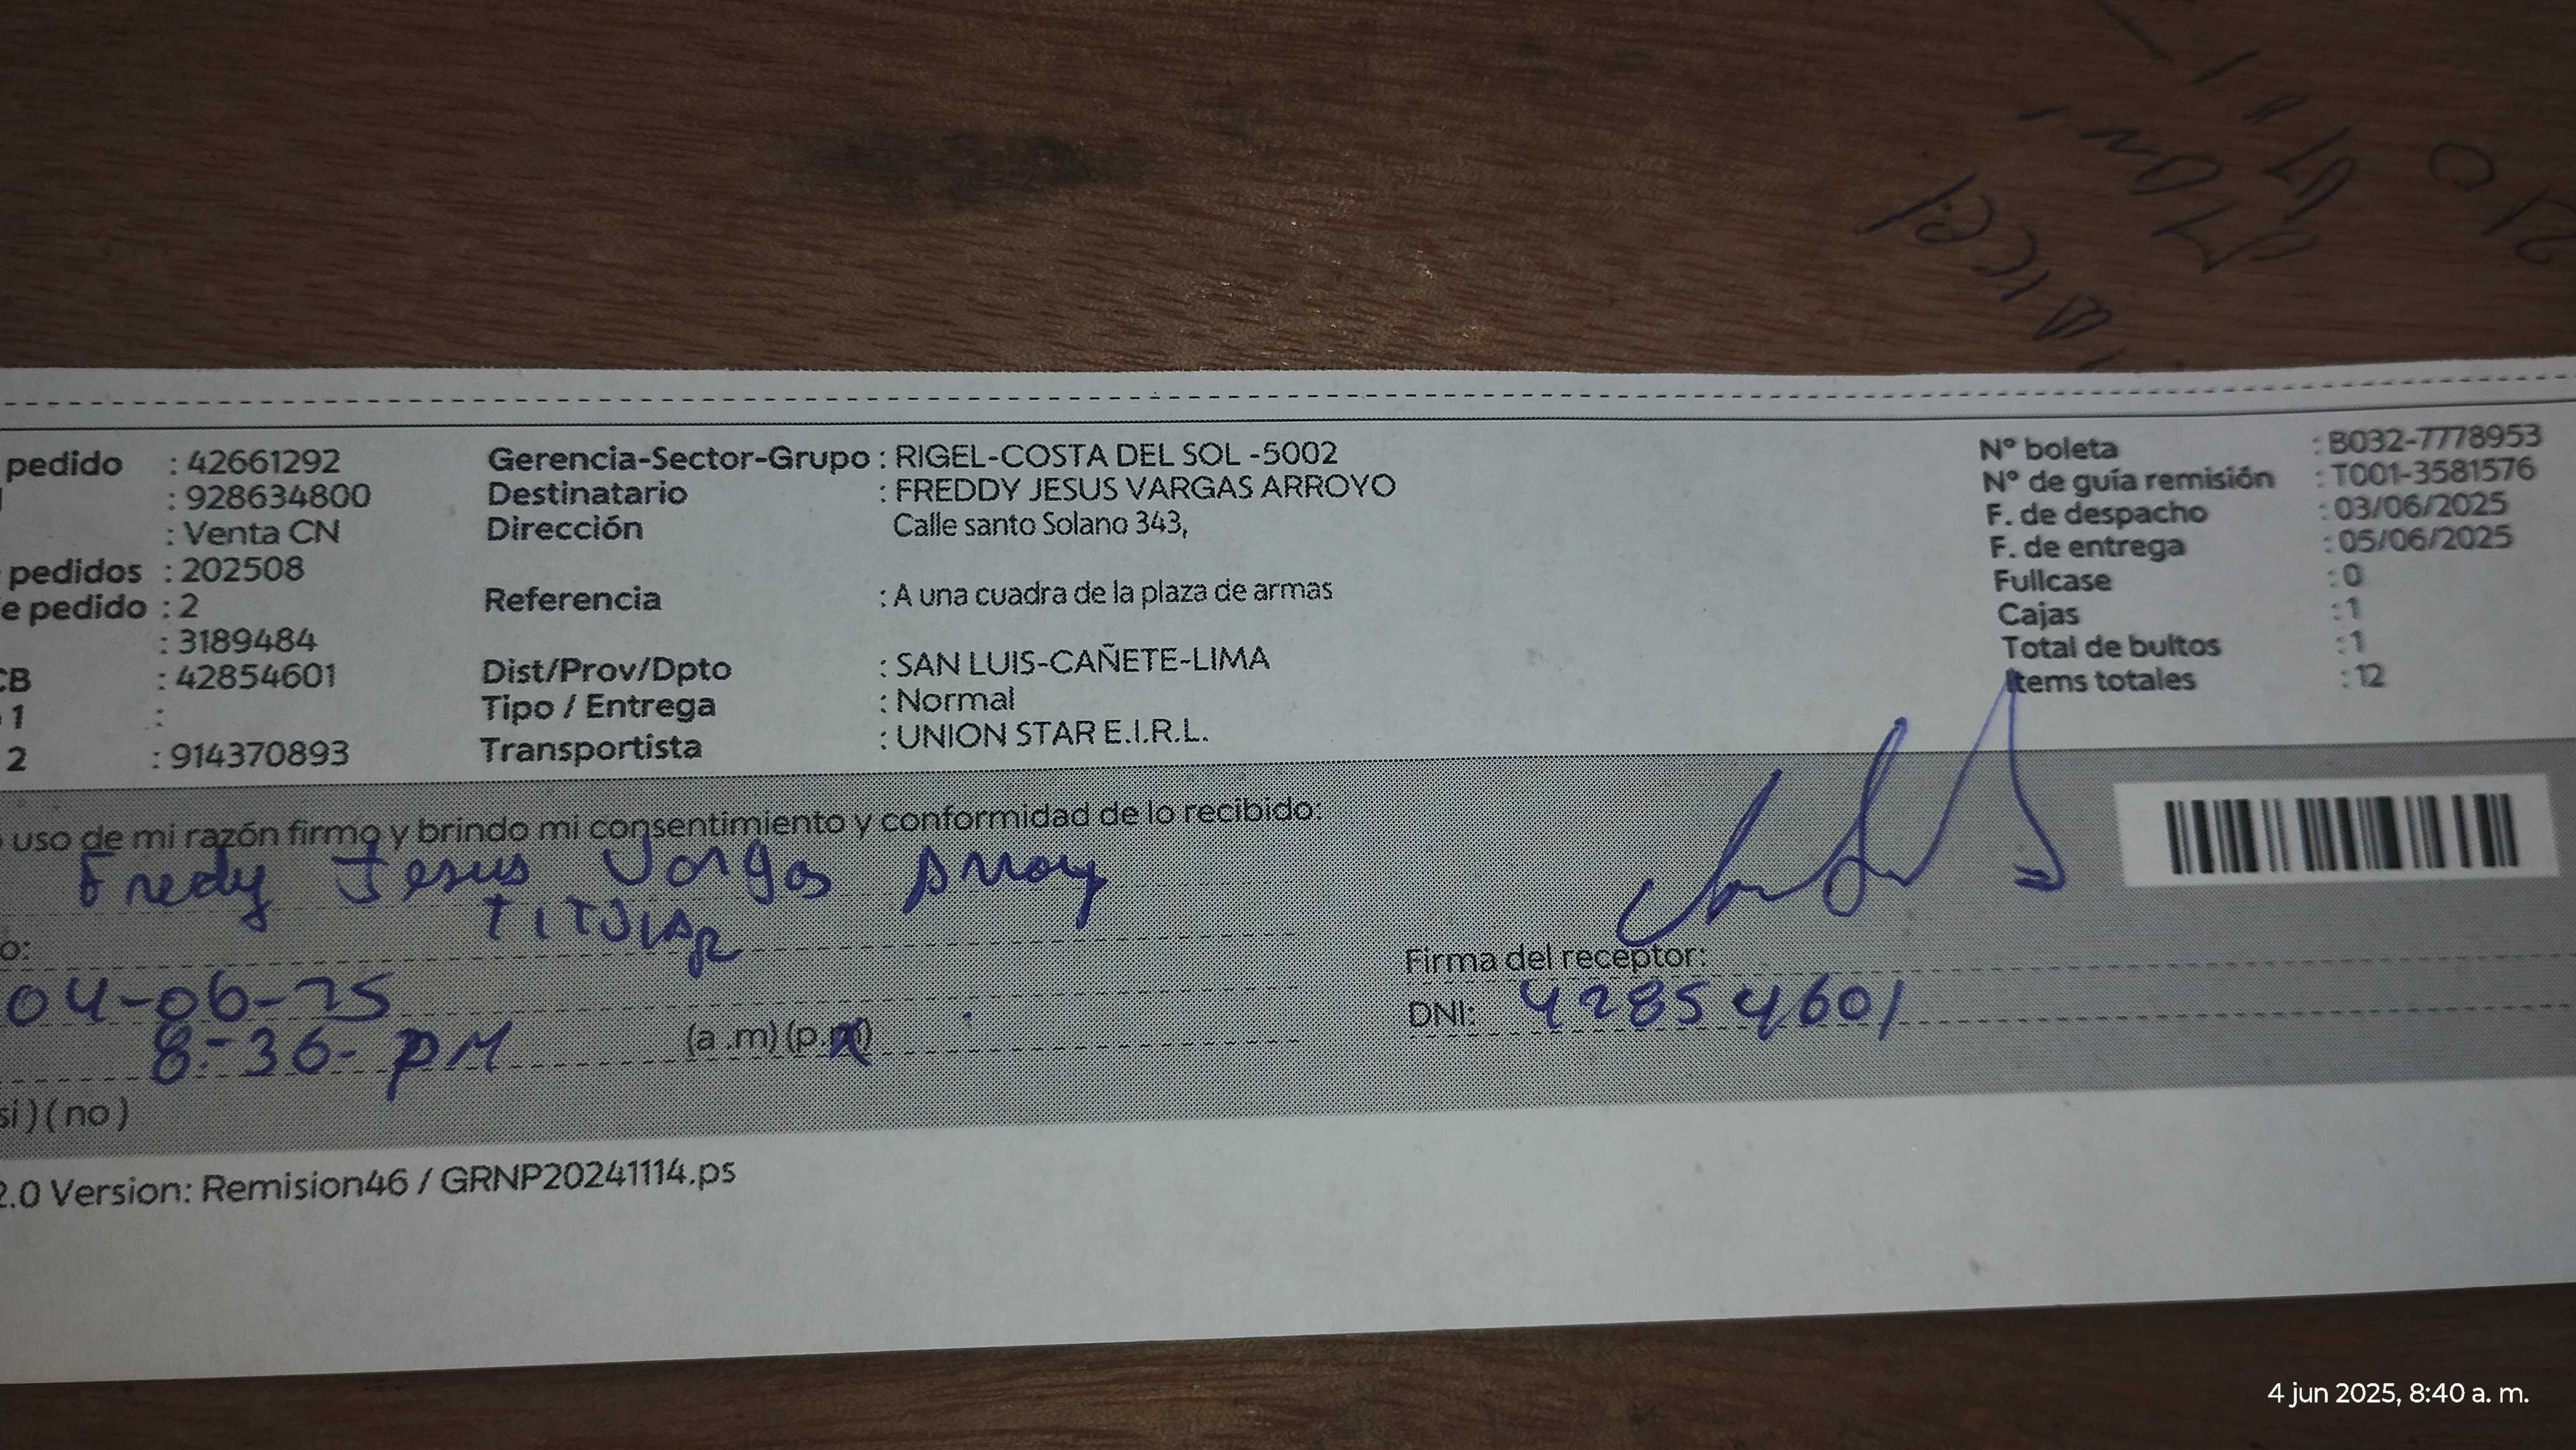 pedido : 42661292
: 928634800
: Venta CN
pedidos : 202508
e pedido : 2
: 3189484
CB : 42854601
1 :
2 : 914370893
Gerencia-Sector-Grupo : RIGEL-COSTA DEL SOL -5002
Destinatario : FREDDY JESUS VARGAS ARROYO
Dirección Calle santo Solano 343,
Referencia : A una cuadra de la plaza de armas
Dist/Prov/Dpto : SAN LUIS-CAÑETE-LIMA
Tipo / Entrega : Normal
Transportista : UNION STAR E.I.R.L.
Nº boleta : B032-7778953
Nº de guía remisión : T001-3581576
F. de despacho : 03/06/2025
F. de entrega : 05/06/2025
Fullcase : 0
Cajas : 1
Total de bultos : 1
Items totales : 12
uso de mi razón firmo y brindo mi consentimiento y conformidad de lo recibido:
Fredy Jesus Vargas Arroy
TITULAR
o:
04-06-25
8:-36- PM (a .m) (p.m)
si ) ( no )
Firma del receptor:
DNI: 42854601
2.0 Version: Remision46 / GRNP20241114.ps
4 jun 2025, 8:40 a. m.